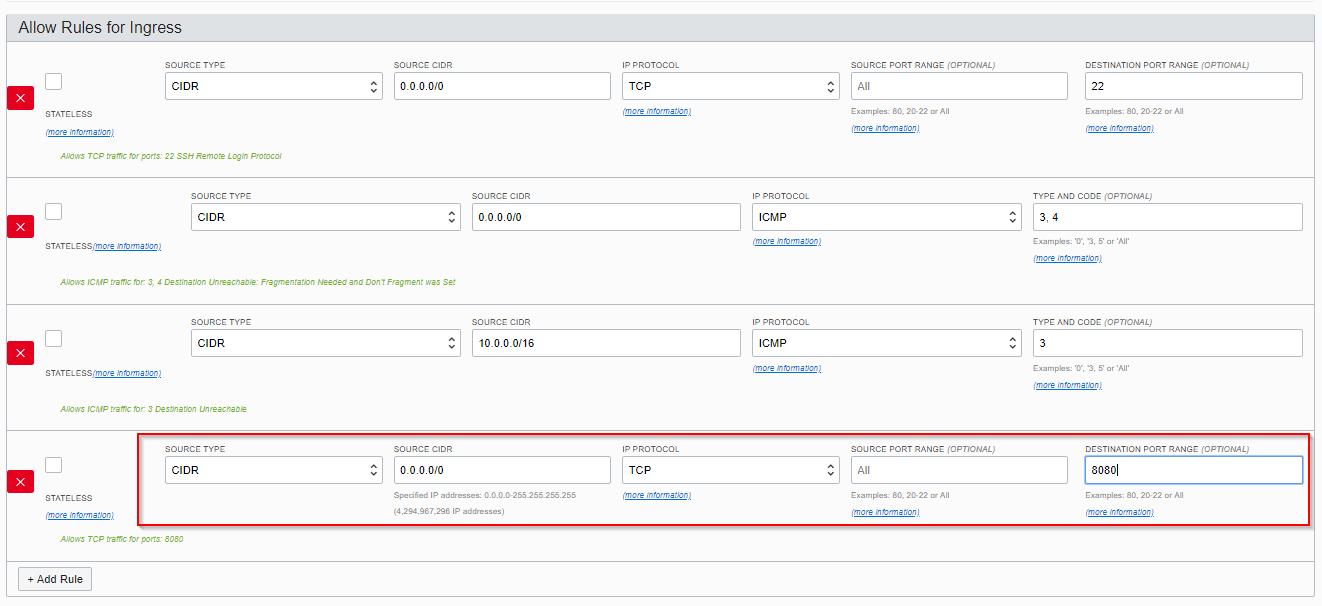 Allow Rules for Ingress
SOURCE TYPE SOURCE CIDR IP PROTOCOL SOURCE PORT RANGE (OPTIONAL) DESTINATION PORT RANGE (OPTIONAL)
CIDR 0.0.0.0/0 TCP All 22
STATELESS (more information) Examples: 80, 20-22 or All Examples: 80, 20-22 or All
(more information) (more information) (more information)
Allows TCP traffic for ports: 22 SSH Remote Login Protocol
SOURCE TYPE SOURCE CIDR IP PROTOCOL TYPE AND CODE (OPTIONAL)
CIDR 0.0.0.0/0 ICMP 3, 4
STATELESS(more information) (more information) Examples: '0', '3, 5' or 'All'
(more information)
Allows ICMP traffic for: 3, 4 Destination Unreachable: Fragmentation Needed and Don't Fragment was Set
SOURCE TYPE SOURCE CIDR IP PROTOCOL TYPE AND CODE (OPTIONAL)
CIDR 10.0.0.0/16 ICMP 3
STATELESS(more information) (more information) Examples: '0', '3, 5' or 'All'
(more information)
Allows ICMP traffic for: 3 Destination Unreachable
SOURCE TYPE SOURCE CIDR IP PROTOCOL SOURCE PORT RANGE (OPTIONAL) DESTINATION PORT RANGE (OPTIONAL)
CIDR 0.0.0.0/0 TCP All 8080
STATELESS Specified IP addresses: 0.0.0.0-255.255.255.255 (more information) Examples: 80, 20-22 or All Examples: 80, 20-22 or All
(more information) (4,294,967,296 IP addresses) (more information) (more information)
Allows TCP traffic for ports: 8080
+ Add Rule